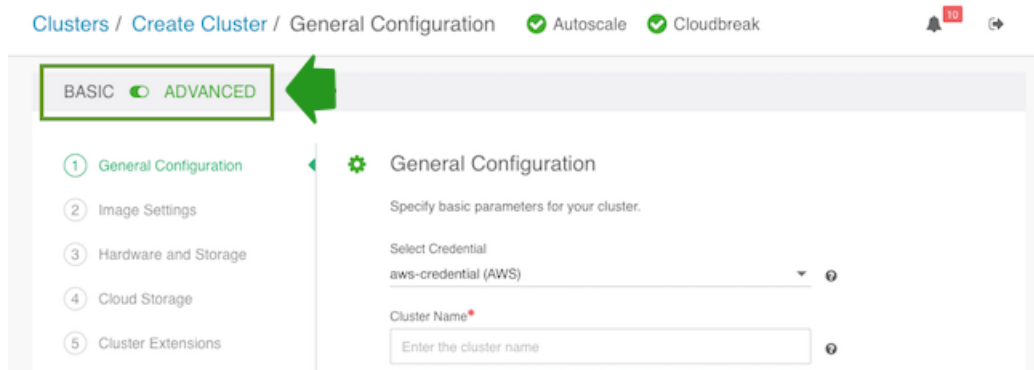 Clusters / Create Cluster / General Configuration Autoscale Cloudbreak 10
BASIC ADVANCED
1 General Configuration
2 Image Settings
3 Hardware and Storage
4 Cloud Storage
5 Cluster Extensions
General Configuration
Specify basic parameters for your cluster.
Select Credential
aws-credential (AWS)
Cluster Name*
Enter the cluster name